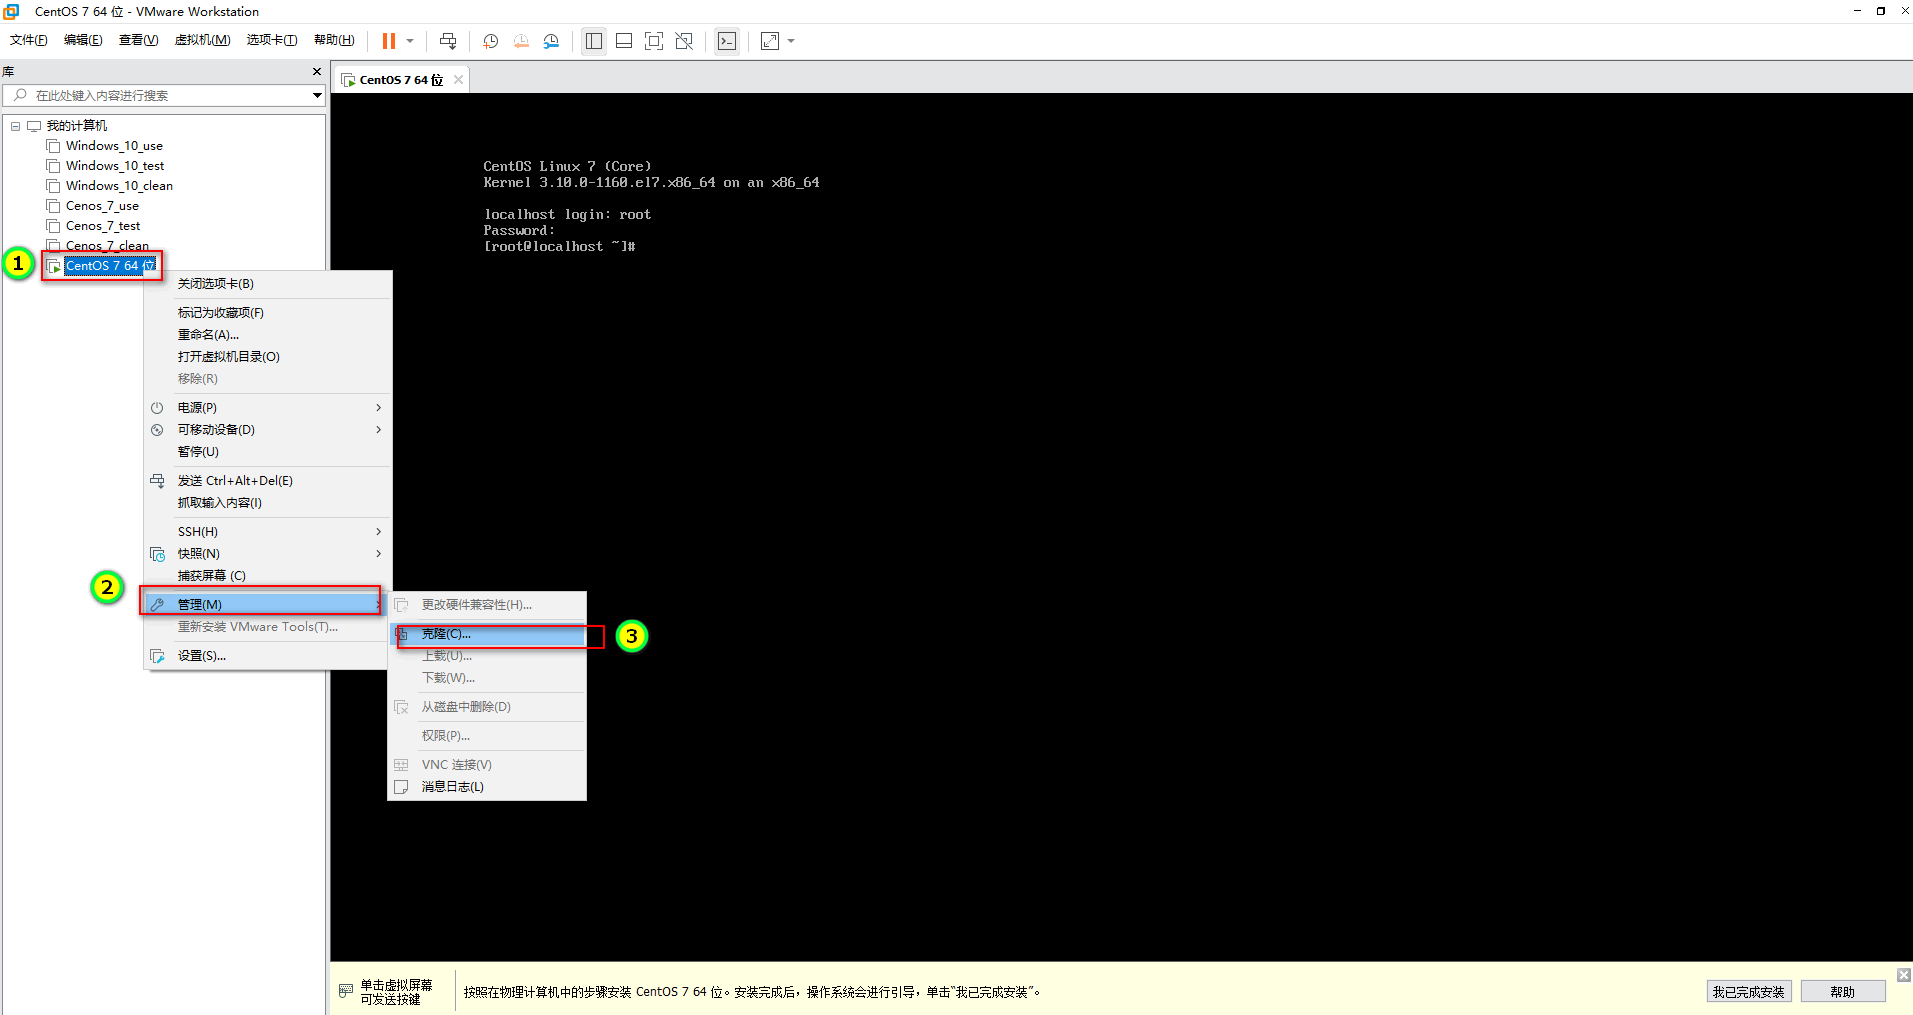 CentOS 7 64 位 - VMware Workstation
文件(F) 编辑(E) 查看(V) 虚拟机(M) 选项卡(T) 帮助(H)
库
在此处键入内容进行搜索
我的计算机
Windows_10_use
Windows_10_test
Windows_10_clean
Cenos_7_use
Cenos_7_test
Cenos_7_clean
1
CentOS 7 64 位
CentOS 7 64 位
CentOS Linux 7 (Core)
Kernel 3.10.0-1160.el7.x86_64 on an x86_64
localhost login: root
Password:
[root@localhost ~]#
关闭选项卡(B)
标记为收藏项(F)
重命名(A)...
打开虚拟机目录(O)
移除(R)
电源(P)
可移动设备(D)
暂停(U)
发送 Ctrl+Alt+Del(E)
抓取输入内容(I)
SSH(H)
快照(N)
捕获屏幕 (C)
2
管理(M)
重新安装 VMware Tools(T)...
设置(S)...
更改硬件兼容性(H)...
克隆(C)...
3
上载(U)...
下载(W)...
从磁盘中删除(D)
权限(P)...
VNC 连接(V)
消息日志(L)
单击虚拟屏幕
可发送按键
按照在物理计算机中的步骤安装 CentOS 7 64 位。安装完成后，操作系统会进行引导，单击“我已完成安装”。
我已完成安装
帮助